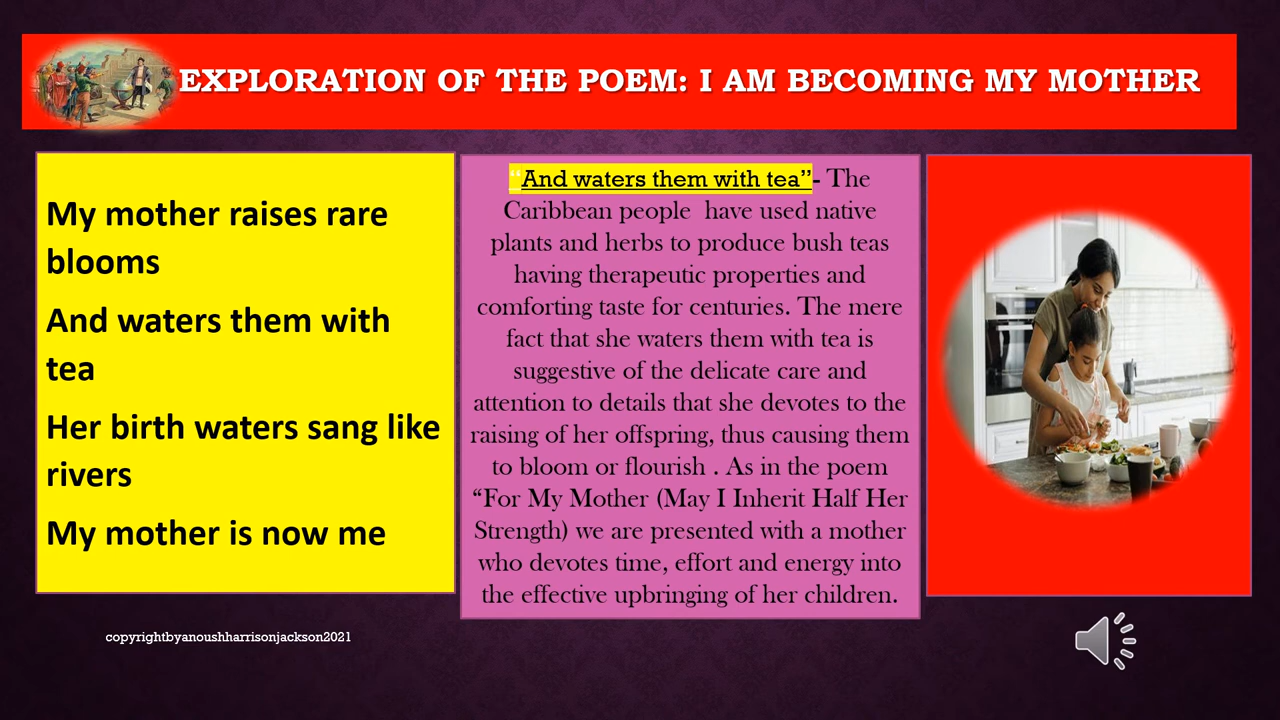 EXPLORATION OF THE POEM: I AM BECOMING MY MOTHER
My mother raises rare
blooms
And waters them with
tea
Her birth waters sang like
rivers
My mother is now me
“And waters them with tea”- The
Caribbean people have used native
plants and herbs to produce bush teas
having therapeutic properties and
comforting taste for centuries. The mere
fact that she waters them with tea is
suggestive of the delicate care and
attention to details that she devotes to the
raising of her offspring, thus causing them
to bloom or flourish . As in the poem
“For My Mother (May I Inherit Half Her
Strength) we are presented with a mother
who devotes time, effort and energy into
the effective upbringing of her children.
copyrightbyanoushharrisonjackson2021